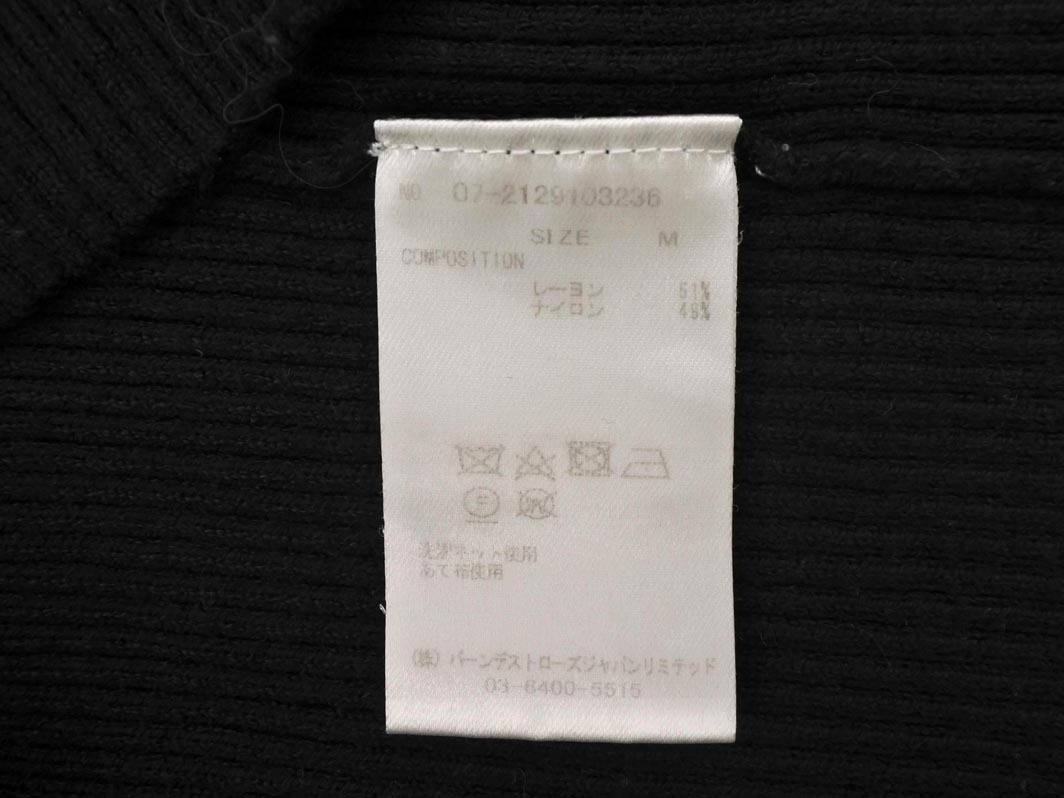 NO 07-2129103236
SIZE M
COMPOSITION
レーヨン 51%
ナイロン 49%
F W
洗濯ネット使用
あて布使用
(株)バーンデストローズジャパンリミテッド
03-6400-5515